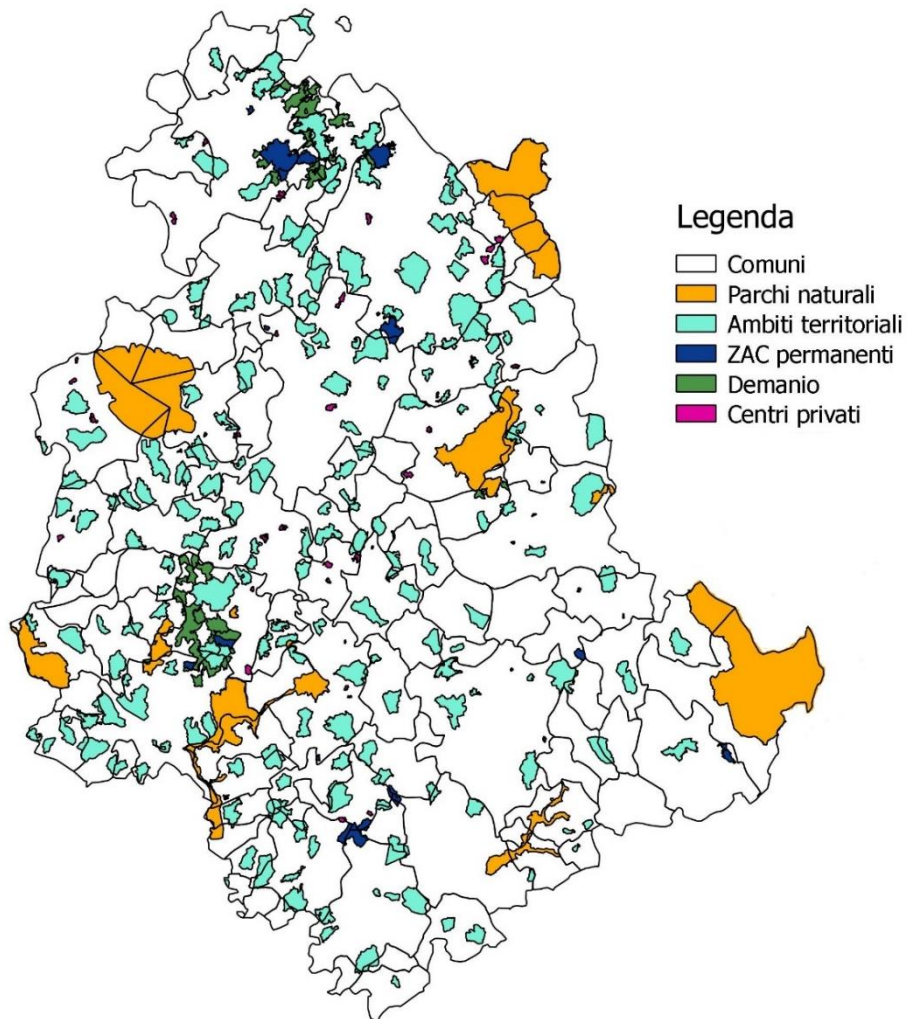 Legenda
Comuni
Parchi naturali
Ambiti territoriali
ZAC permanenti
Demanio
Centri privati